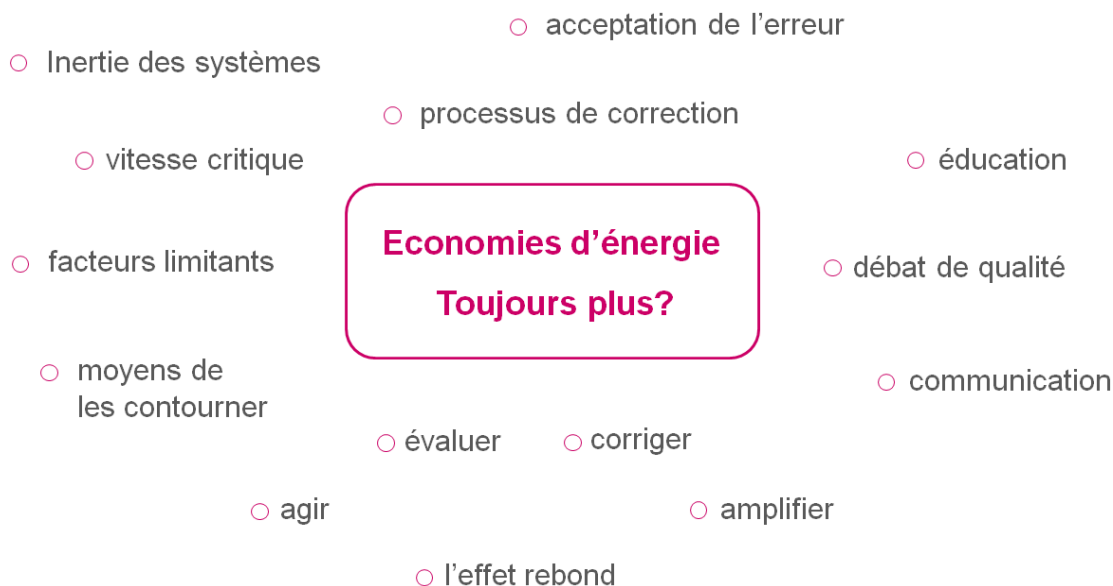 acceptation de l’erreur
Inertie des systèmes
processus de correction
vitesse critique
éducation
Economies d’énergie
Toujours plus?
facteurs limitants
débat de qualité
moyens de
les contourner
communication
évaluer
corriger
agir
amplifier
l’effet rebond